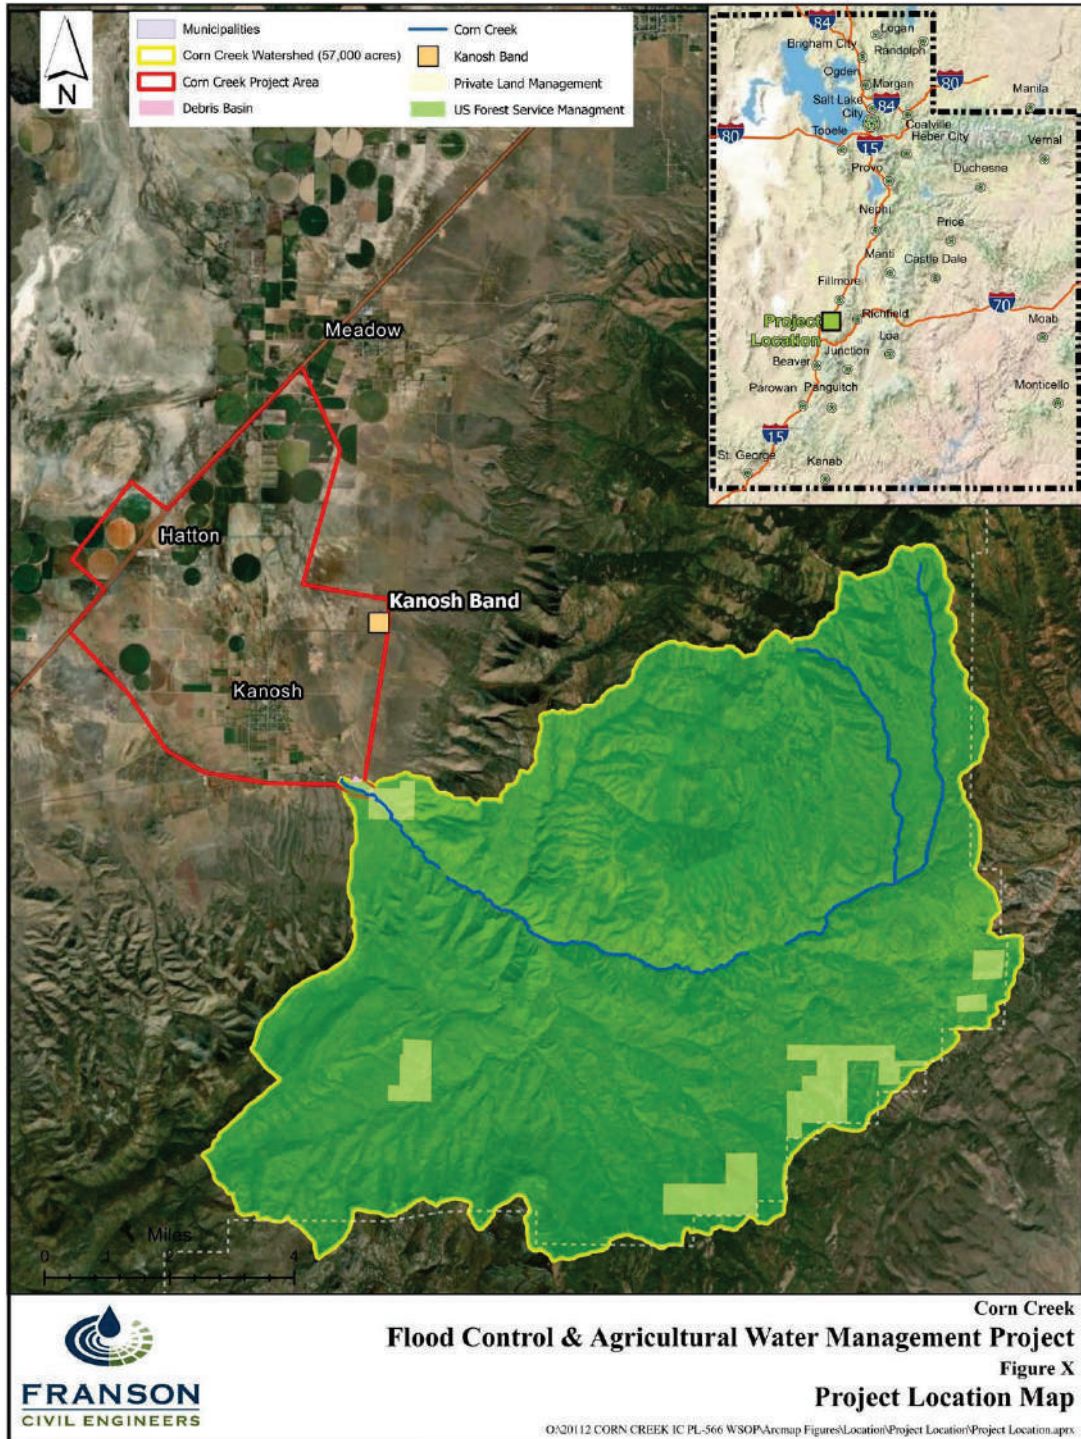 N
Municipalities
Corn Creek Watershed (57,000 acres)
Corn Creek Project Area
Debris Basin
Corn Creek
Kanosh Band
Private Land Management
US Forest Service Managment
84
Logan
Brigham City
Randolph
Ogden
Morgan
80
Manila
Salt Lake
City
84
80
Tooele
Coalville
15
Heber City
Vernal
Provo
Duchesne
Nephi
Price
Manti
Castle Dale
Fillmore
70
Richfield
Project
Location
Moab
Loa
Junction
Beaver
Parowan
Panguitch
Monticello
15
St. George
Kanab
Meadow
Hatton
Kanosh Band
Kanosh
Miles
0 1 2 4
FRANSON
CIVIL ENGINEERS
Corn Creek
Flood Control & Agricultural Water Management Project
Figure X
Project Location Map
O:\20112 CORN CREEK IC PL-566 WSOP\Arcmap Figures\Location\Project Location\Project Location.aprx